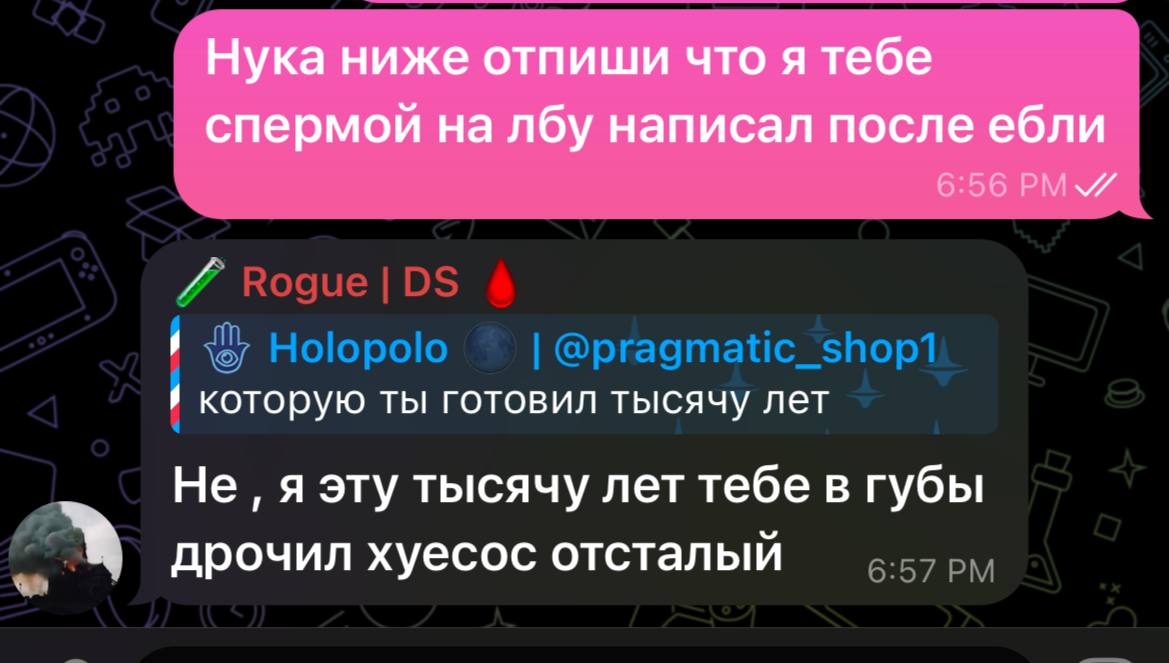 Нука ниже отпиши что я тебе
спермой на лбу написал после ебли
6:56 PM
Rogue | DS
Holopolo | @pragmatic_shop1
которую ты готовил тысячу лет
Не , я эту тысячу лет тебе в губы
дрочил хуесос отсталый
6:57 PM